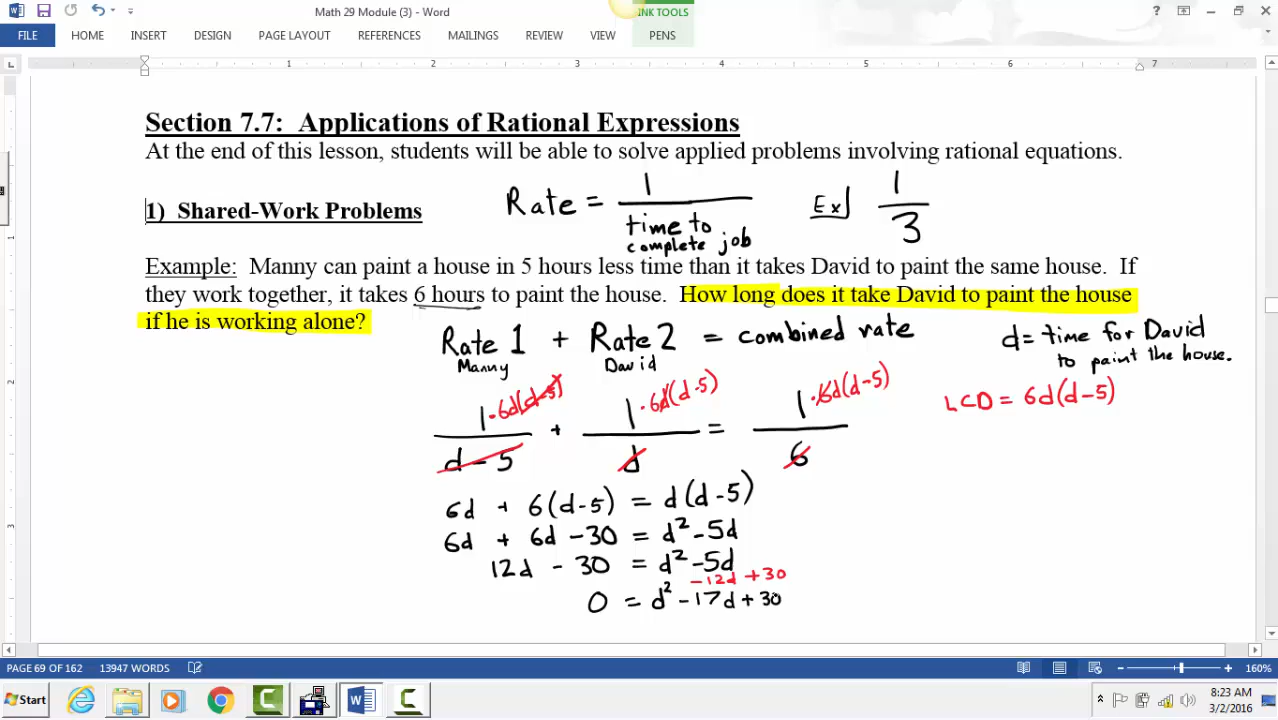 Math 29 Module (3) - Word
INK TOOLS
FILE HOME INSERT DESIGN PAGE LAYOUT REFERENCES MAILINGS REVIEW VIEW PENS
1 2 3 4 5 6 7
Section 7.7: Applications of Rational Expressions
At the end of this lesson, students will be able to solve applied problems involving rational equations.
1) Shared-Work Problems
Rate = 1 / time to complete job
Ex] 1/3
Example: Manny can paint a house in 5 hours less time than it takes David to paint the same house. If
they work together, it takes 6 hours to paint the house. How long does it take David to paint the house
if he is working alone?
Rate 1 + Rate 2 = combined rate
Manny David
d = time for David
to paint the house.
LCD = 6d(d-5)
1·6d(d-5) / d-5 + 1·6d(d-5) / d = 1·6d(d-5) / 6
6d + 6(d-5) = d(d-5)
6d + 6d - 30 = d² - 5d
12d - 30 = d² - 5d
-12d + 30
0 = d² - 17d + 30
PAGE 69 OF 162 13947 WORDS 160%
Start
8:23 AM
3/2/2016